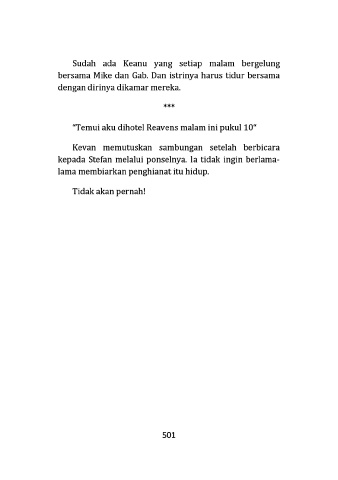 Sudah ada Keanu yang setiap malam bergelung
bersama Mike dan Gab. Dan istrinya harus tidur bersama
dengan dirinya dikamar mereka.
***
"Temui aku dihotel Reavens malam ini pukul 10"
Kevan memutuskan sambungan setelah berbicara
kepada Stefan melalui ponselnya. Ia tidak ingin berlama-
lama membiarkan penghianat itu hidup.
Tidak akan pernah!
501